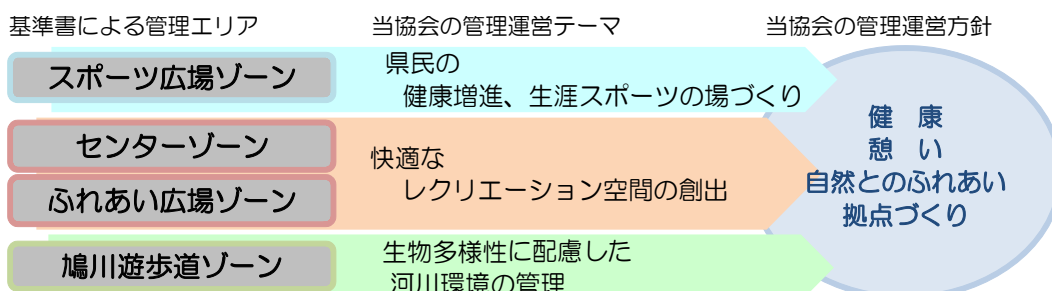 基準書による管理エリア
当協会の管理運営テーマ
当協会の管理運営方針
スポーツ広場ゾーン
県民の
健康増進、生涯スポーツの場づくり
センターゾーン
ふれあい広場ゾーン
快適な
レクリエーション空間の創出
鳩川遊歩道ゾーン
生物多様性に配慮した
河川環境の管理
健　康
憩　い
自然とのふれあい
拠点づくり